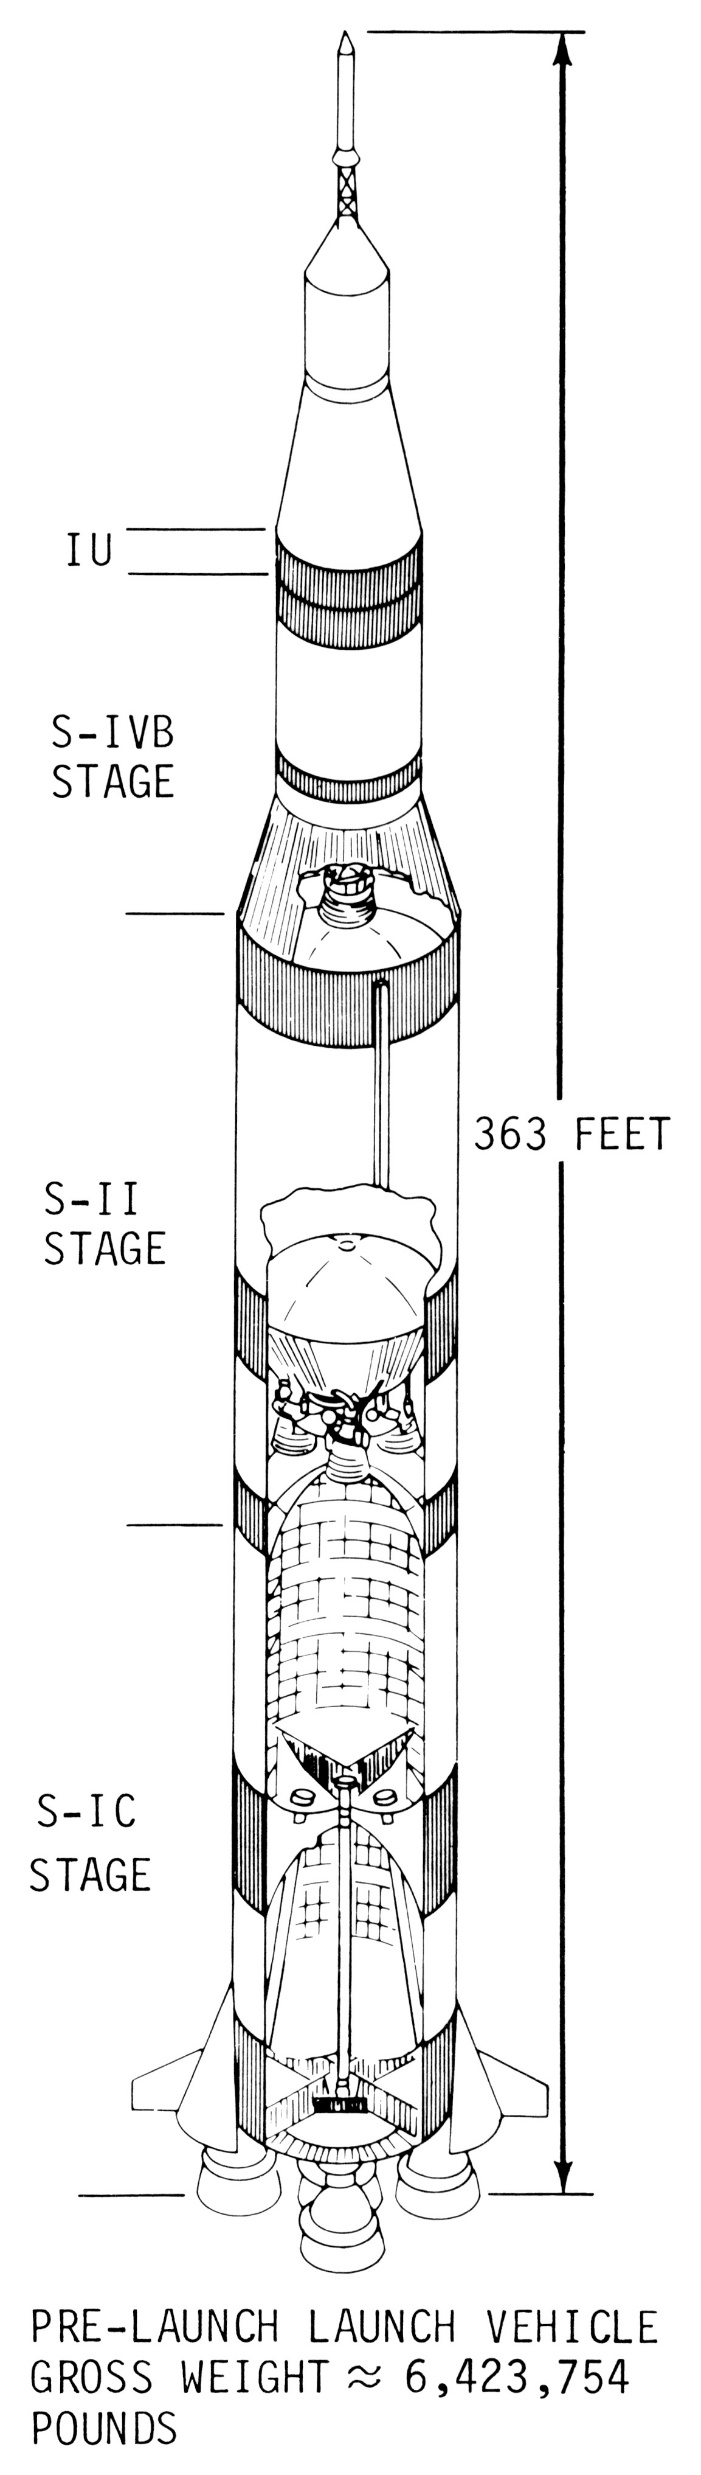 IU
S-IVB
STAGE
363 FEET
S-II
STAGE
S-IC
STAGE
PRE-LAUNCH LAUNCH VEHICLE
GROSS WEIGHT ≈ 6,423,754
POUNDS